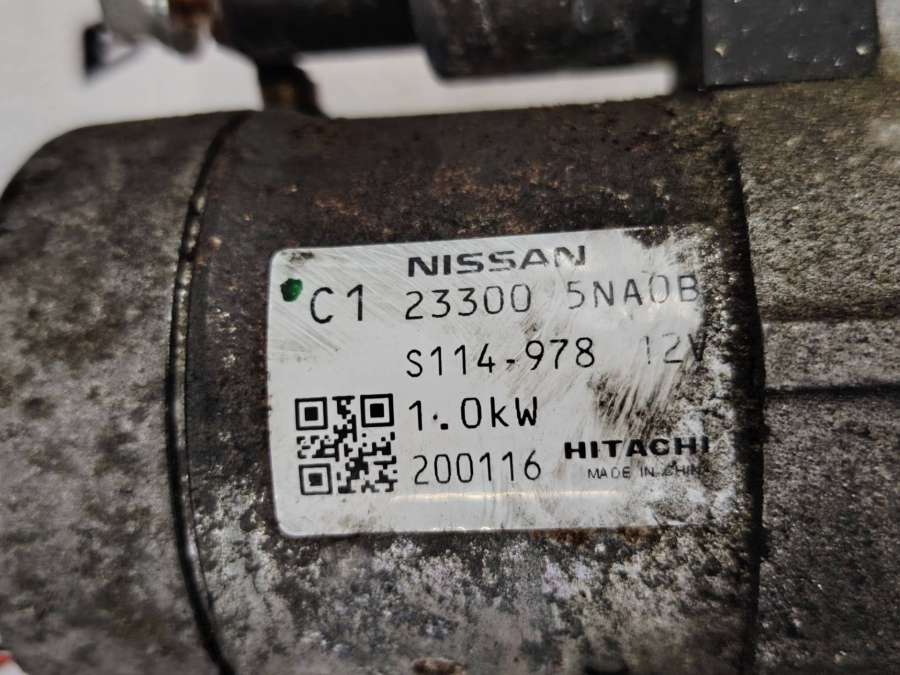 NISSAN
C1 23300 5NA0B
S114-978 12V
1.0kW
200116 HITACHI
MADE IN CHINA